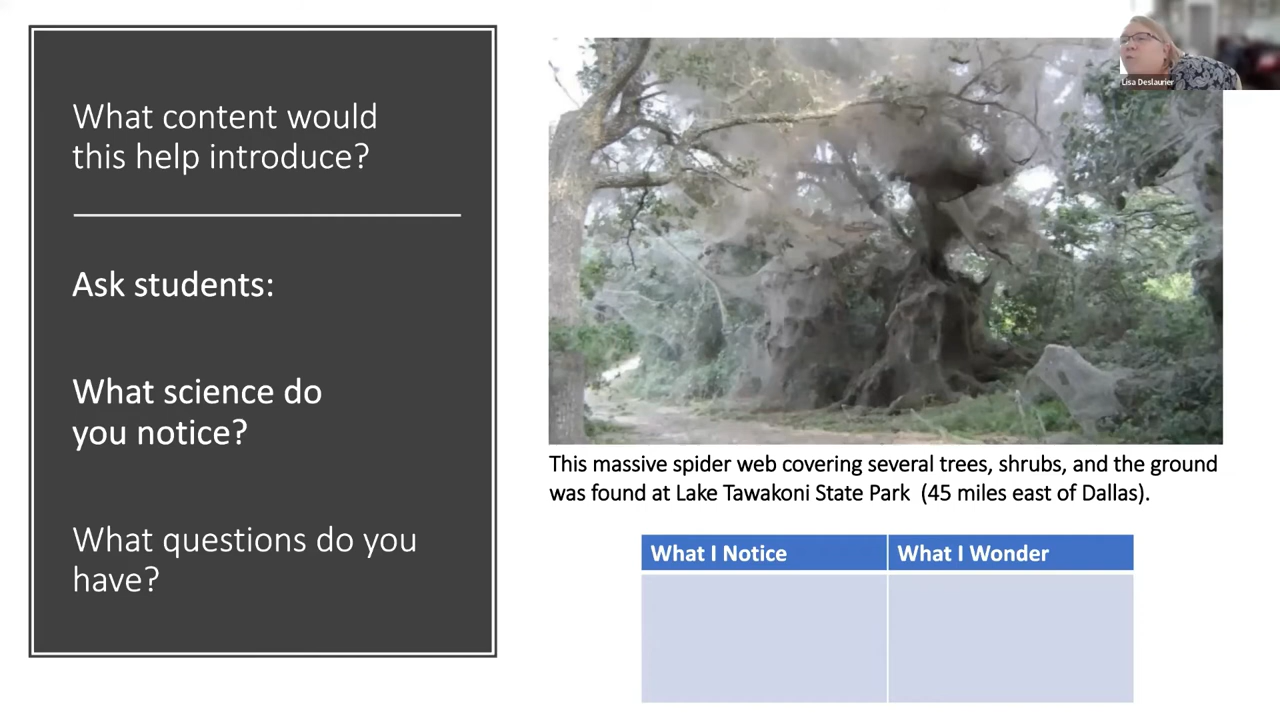 What content would
this help introduce?
Ask students:
What science do
you notice?
What questions do you
have?
Lisa Deslaurier
This massive spider web covering several trees, shrubs, and the ground
was found at Lake Tawakoni State Park (45 miles east of Dallas).
What I Notice
What I Wonder